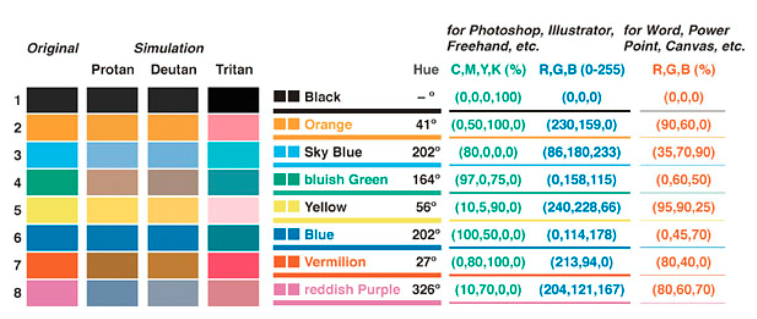 for Photoshop, Illustrator, for Word, Power
Original Simulation Freehand, etc. Point, Canvas, etc.
Protan Deutan Tritan Hue C,M,Y,K (%) R,G,B (0-255) R,G,B (%)
1 Black – º (0,0,0,100) (0,0,0) (0,0,0)
2 Orange 41º (0,50,100,0) (230,159,0) (90,60,0)
3 Sky Blue 202º (80,0,0,0) (86,180,233) (35,70,90)
4 bluish Green 164º (97,0,75,0) (0,158,115) (0,60,50)
5 Yellow 56º (10,5,90,0) (240,228,66) (95,90,25)
6 Blue 202º (100,50,0,0) (0,114,178) (0,45,70)
7 Vermilion 27º (0,80,100,0) (213,94,0) (80,40,0)
8 reddish Purple 326º (10,70,0,0) (204,121,167) (80,60,70)